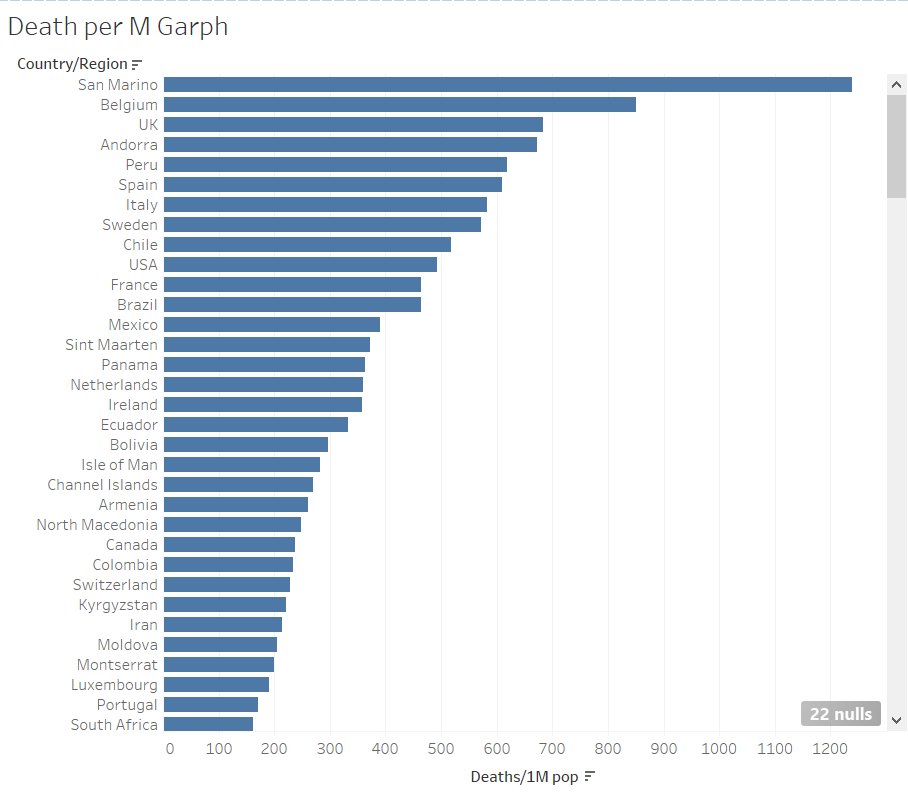 Death per M Garph
Country/Region
San Marino
Belgium
UK
Andorra
Peru
Spain
Italy
Sweden
Chile
USA
France
Brazil
Mexico
Sint Maarten
Panama
Netherlands
Ireland
Ecuador
Bolivia
Isle of Man
Channel Islands
Armenia
North Macedonia
Canada
Colombia
Switzerland
Kyrgyzstan
Iran
Moldova
Montserrat
Luxembourg
Portugal
South Africa
22 nulls
0 100 200 300 400 500 600 700 800 900 1000 1100 1200
Deaths/1M pop